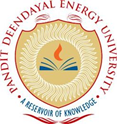 PANDIT DEENDAYAL ENERGY UNIVERSITY
• A RESERVOIR OF KNOWLEDGE •